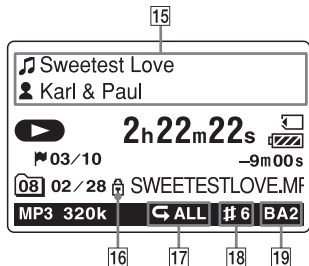 15
Sweetest Love
Karl & Paul
2h22m22s
03/10
–9m00s
08 02/28 SWEETESTLOVE.MF
MP3 320k ALL #6 BA2
16 17 18 19